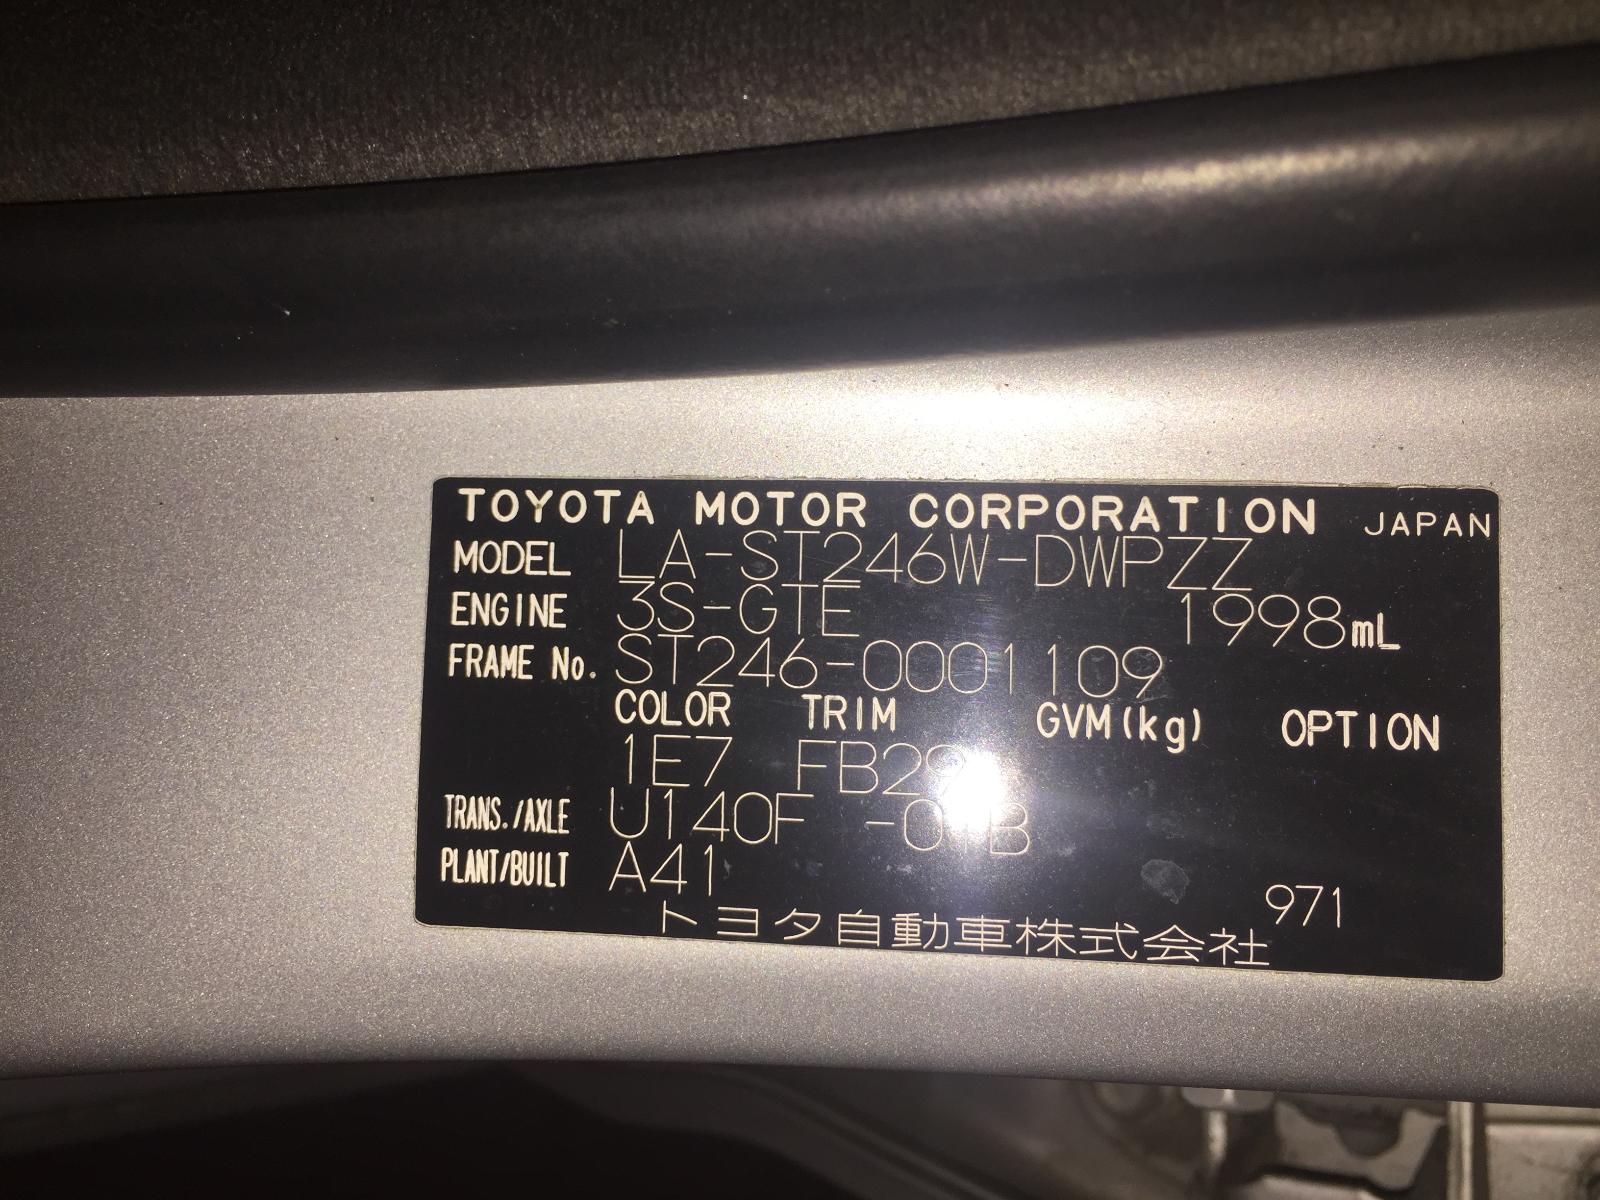 TOYOTA MOTOR CORPORATION JAPAN
MODEL LA-ST246W-DWPZZ
ENGINE 3S-GTE 1998mL
FRAME No. ST246-0001109
COLOR TRIM GVM(kg) OPTION
1E7
TRANS./AXLE U140F
PLANT/BUILT A41 971
トヨタ自動車株式会社